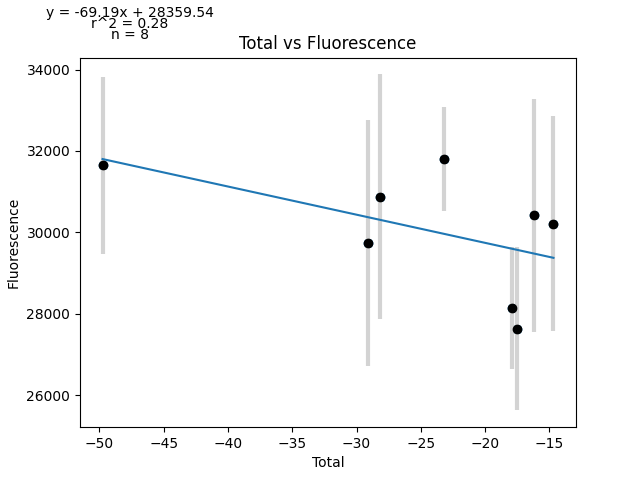 y = -69.19x + 28359.54
r^2 = 0.28
n = 8
Total vs Fluorescence
34000
32000
30000
28000
26000
Fluorescence
−50
−45
−40
−35
−30
−25
−20
−15
Total